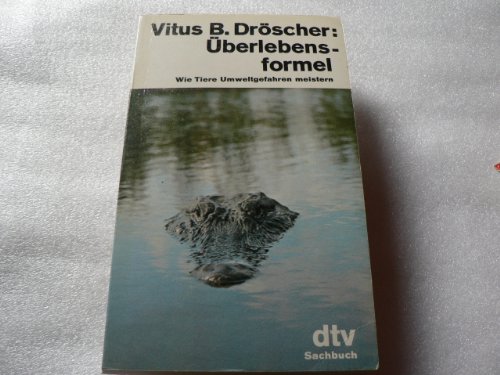 Vitus B. Dröscher:
Überlebens-
formel
Wie Tiere Umweltgefahren meistern
dtv
Sachbuch